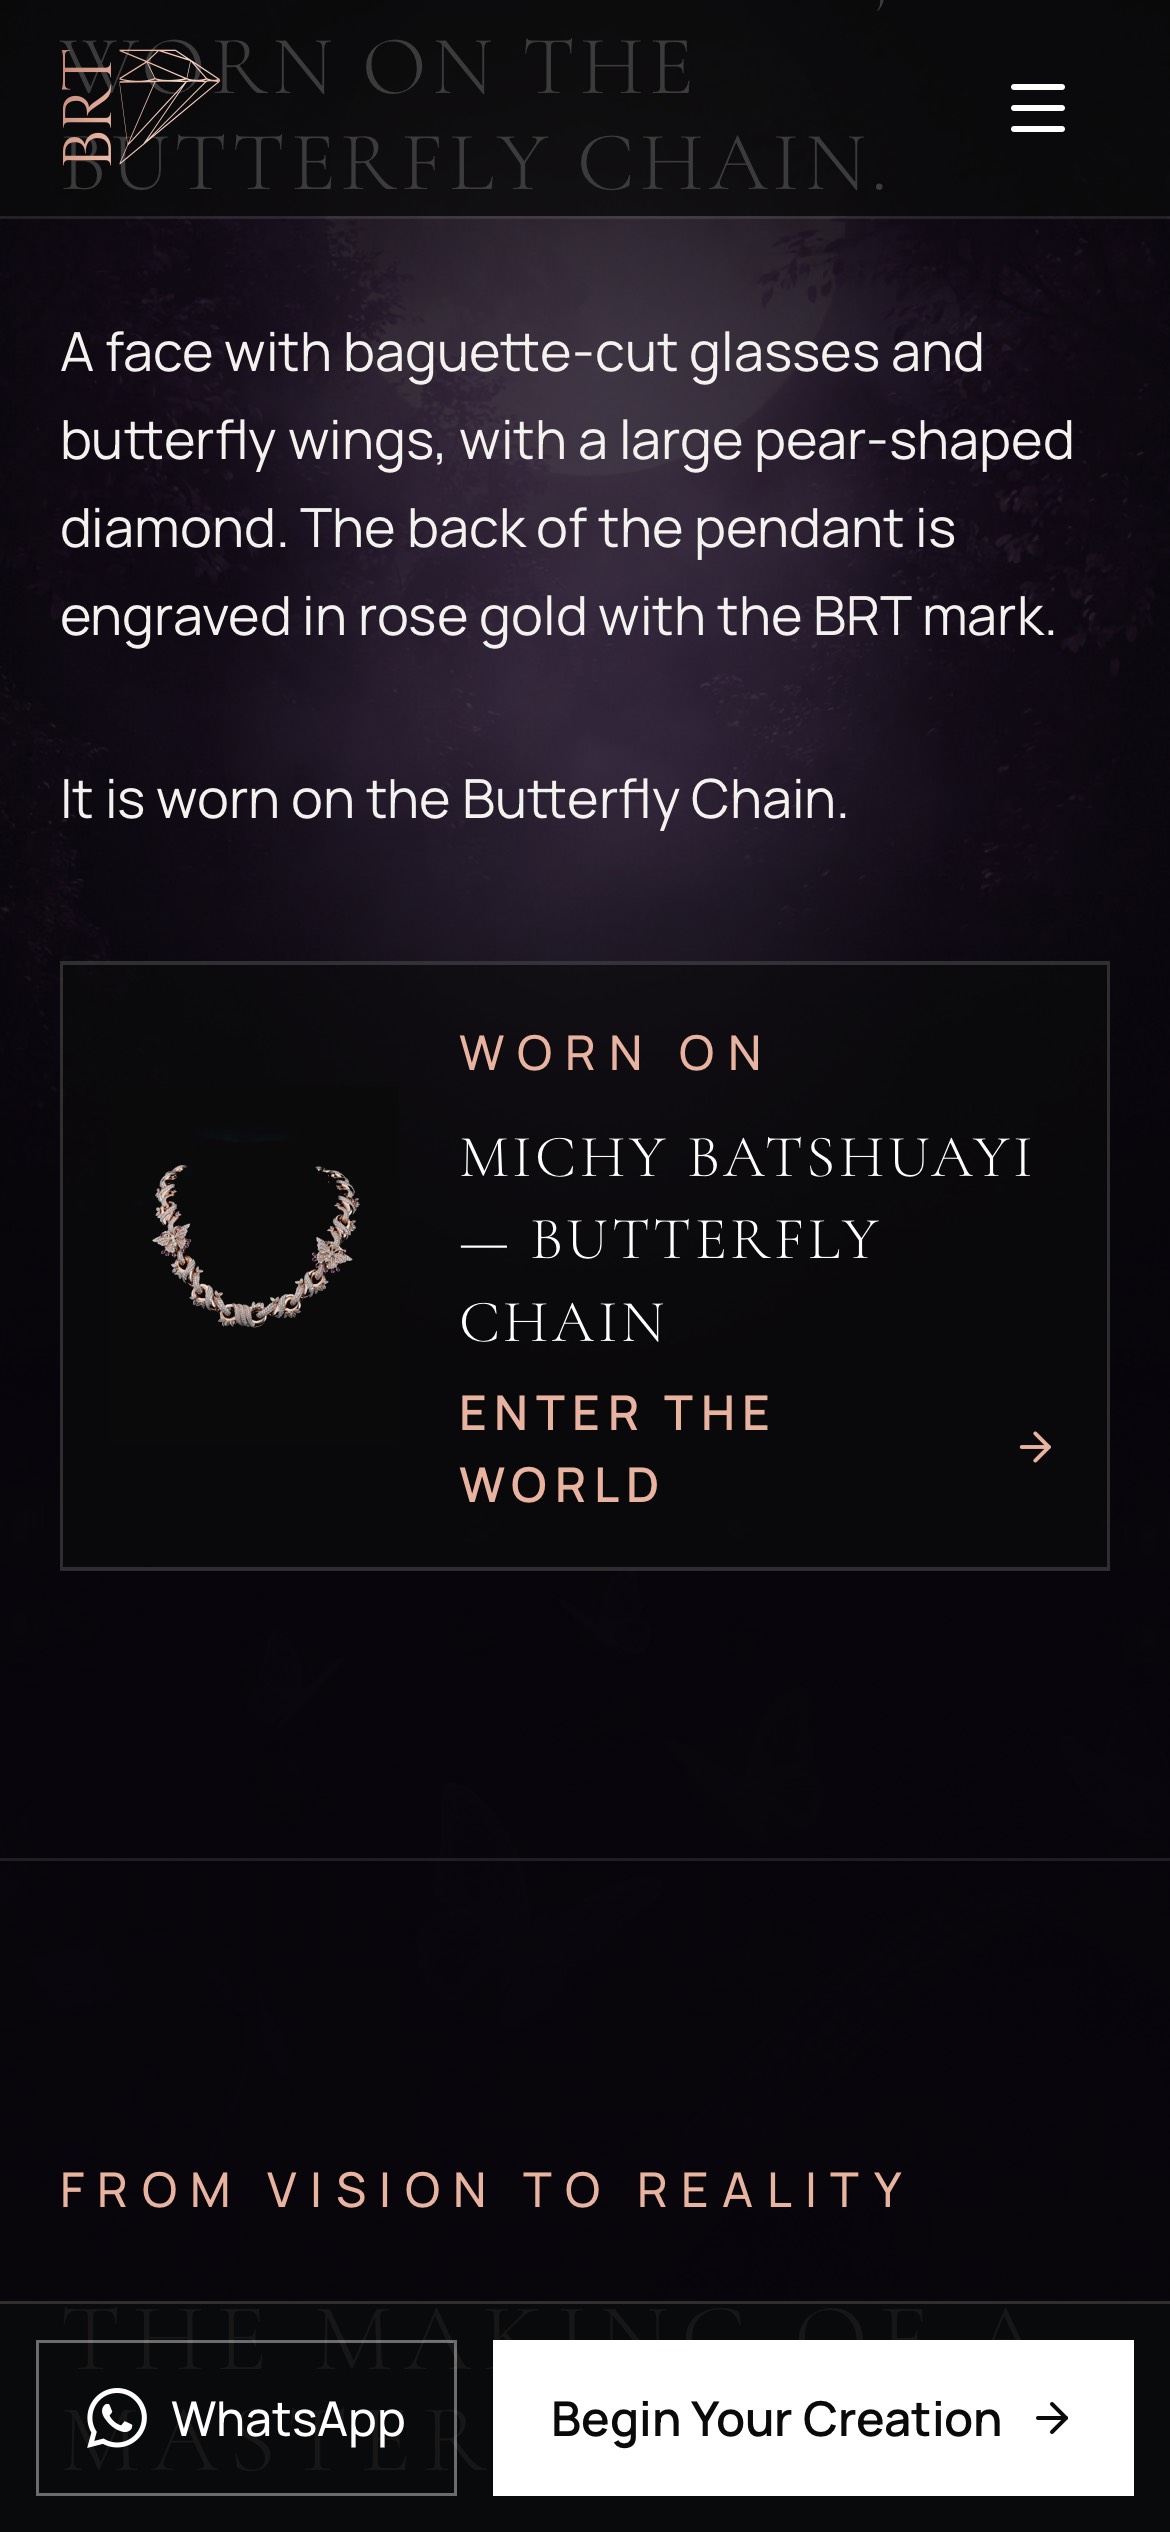 WORN ON THE
BRT
BUTTERFLY CHAIN.
A face with baguette-cut glasses and
butterfly wings, with a large pear-shaped
diamond. The back of the pendant is
engraved in rose gold with the BRT mark.
It is worn on the Butterfly Chain.
WORN ON
MICHY BATSHUAYI
— BUTTERFLY
CHAIN
ENTER THE
WORLD
FROM VISION TO REALITY
THE MAKING OF A
MASTER
WhatsApp
Begin Your Creation